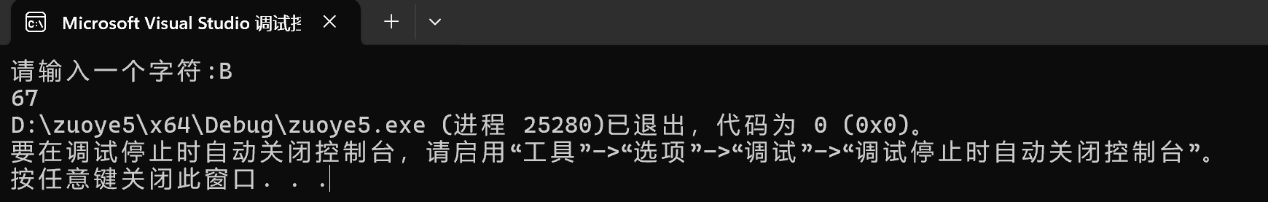 Microsoft Visual Studio 调试控
请输入一个字符:B
67
D:\zuoye5\x64\Debug\zuoye5.exe (进程 25280)已退出，代码为 0 (0x0)。
要在调试停止时自动关闭控制台，请启用“工具”->“选项”->“调试”->“调试停止时自动关闭控制台”。
按任意键关闭此窗口. . .